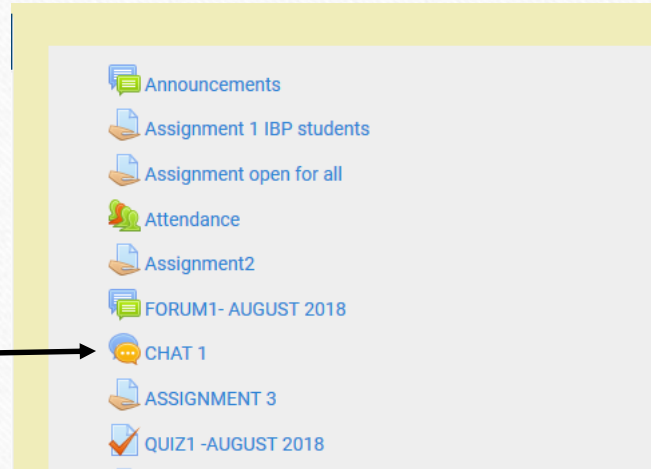 Announcements
Assignment 1 IBP students
Assignment open for all
Attendance
Assignment2
FORUM1- AUGUST 2018
CHAT 1
ASSIGNMENT 3
QUIZ1 -AUGUST 2018